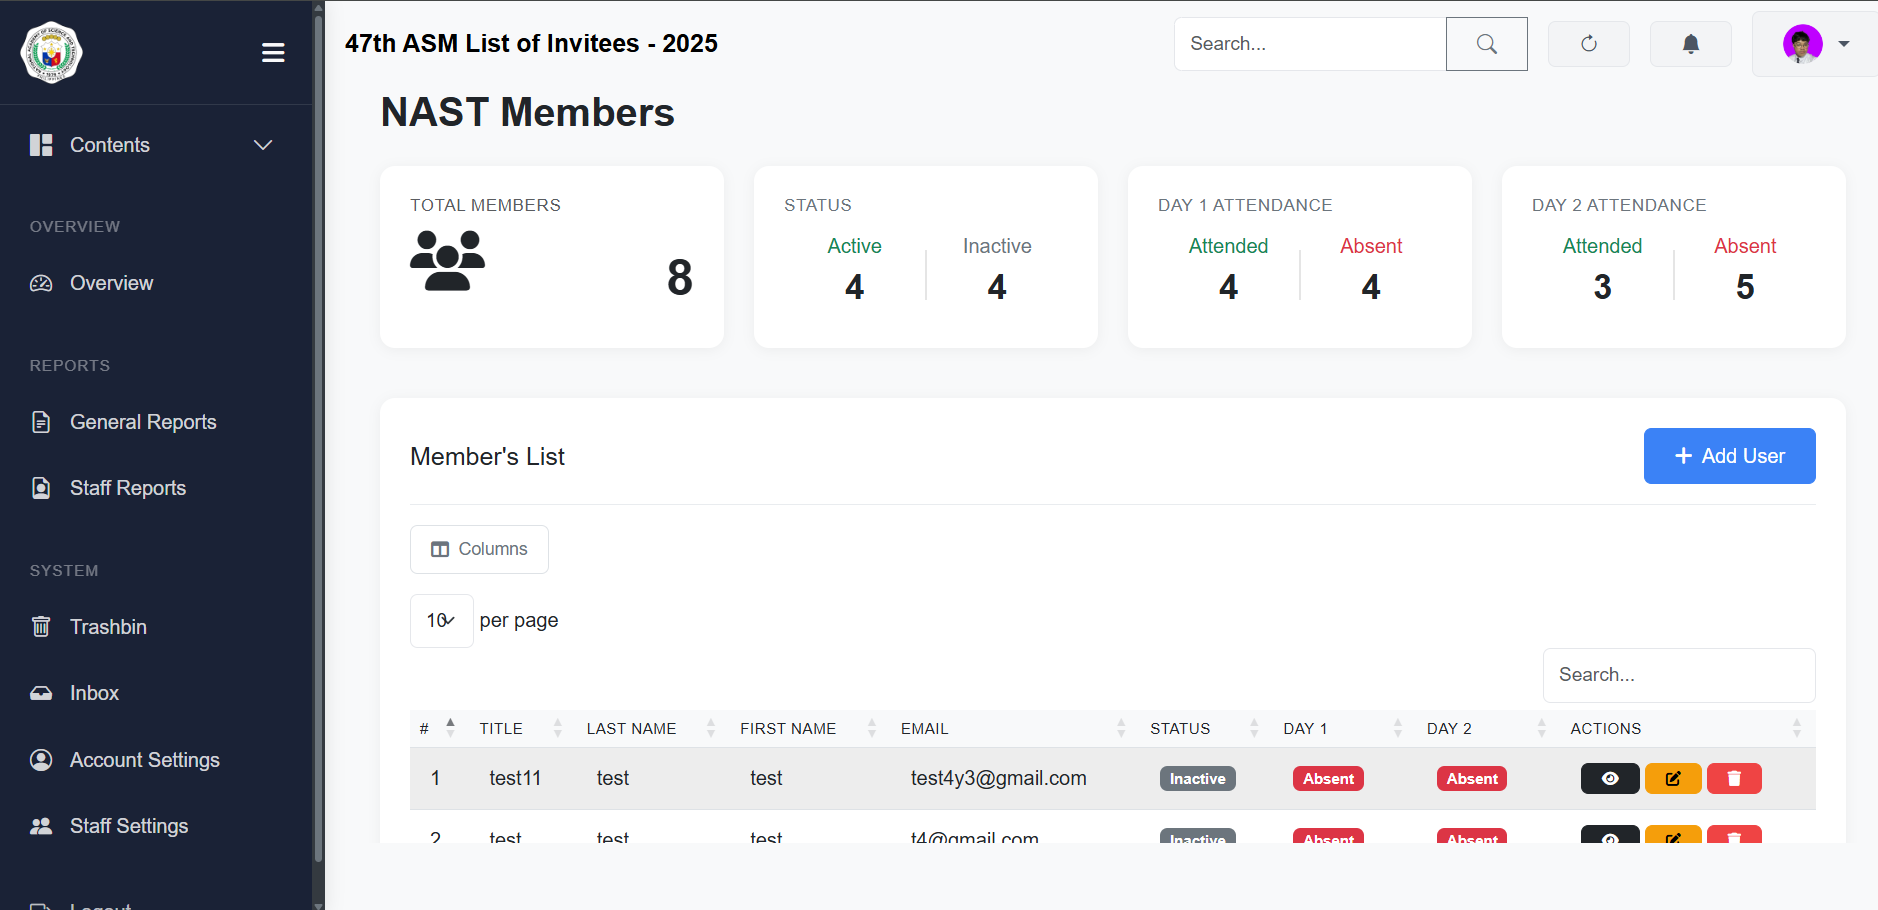 47th ASM List of Invitees - 2025
Search...
NAST Members
Contents
OVERVIEW
Overview
REPORTS
General Reports
Staff Reports
SYSTEM
Trashbin
Inbox
Account Settings
Staff Settings
Logout
TOTAL MEMBERS
8
STATUS
Active Inactive
4 4
DAY 1 ATTENDANCE
Attended Absent
4 4
DAY 2 ATTENDANCE
Attended Absent
3 5
Member's List
Add User
Columns
10 per page
Search...
# TITLE LAST NAME FIRST NAME EMAIL STATUS DAY 1 DAY 2 ACTIONS
1 test11 test test test4y3@gmail.com Inactive Absent Absent
2 test test test t4@gmail.com Inactive Absent Absent